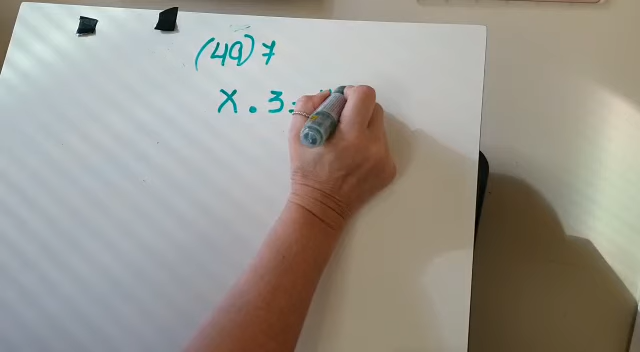 (49) 7
X . 3 =